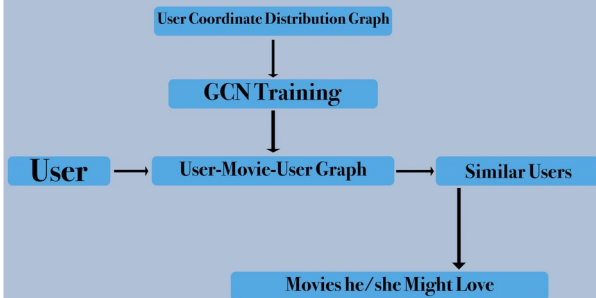 User Coordinate Distribution Graph
GCN Training
User
User-Movie-User Graph
Similar Users
Movies he/she Might Love